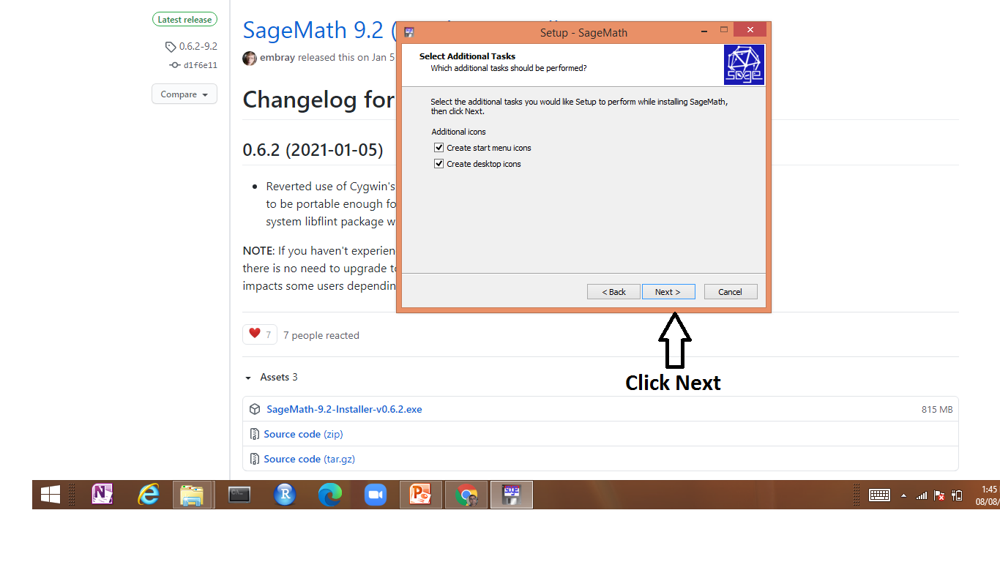 Latest release
0.6.2-9.2
d1f6e11
Compare
SageMath 9.2 (
embray released this on Jan 5
Changelog for
0.6.2 (2021-01-05)
Reverted use of Cygwin's
to be portable enough fo
system libflint package w
NOTE: If you haven't experien
there is no need to upgrade to
impacts some users dependin
7 7 people reacted
Assets 3
SageMath-9.2-Installer-v0.6.2.exe 815 MB
Source code (zip)
Source code (tar.gz)
Setup - SageMath
Select Additional Tasks
Which additional tasks should be performed?
sage
Select the additional tasks you would like Setup to perform while installing SageMath,
then click Next.
Additional icons
Create start menu icons
Create desktop icons
< Back Next > Cancel
Click Next
1:45
08/08/